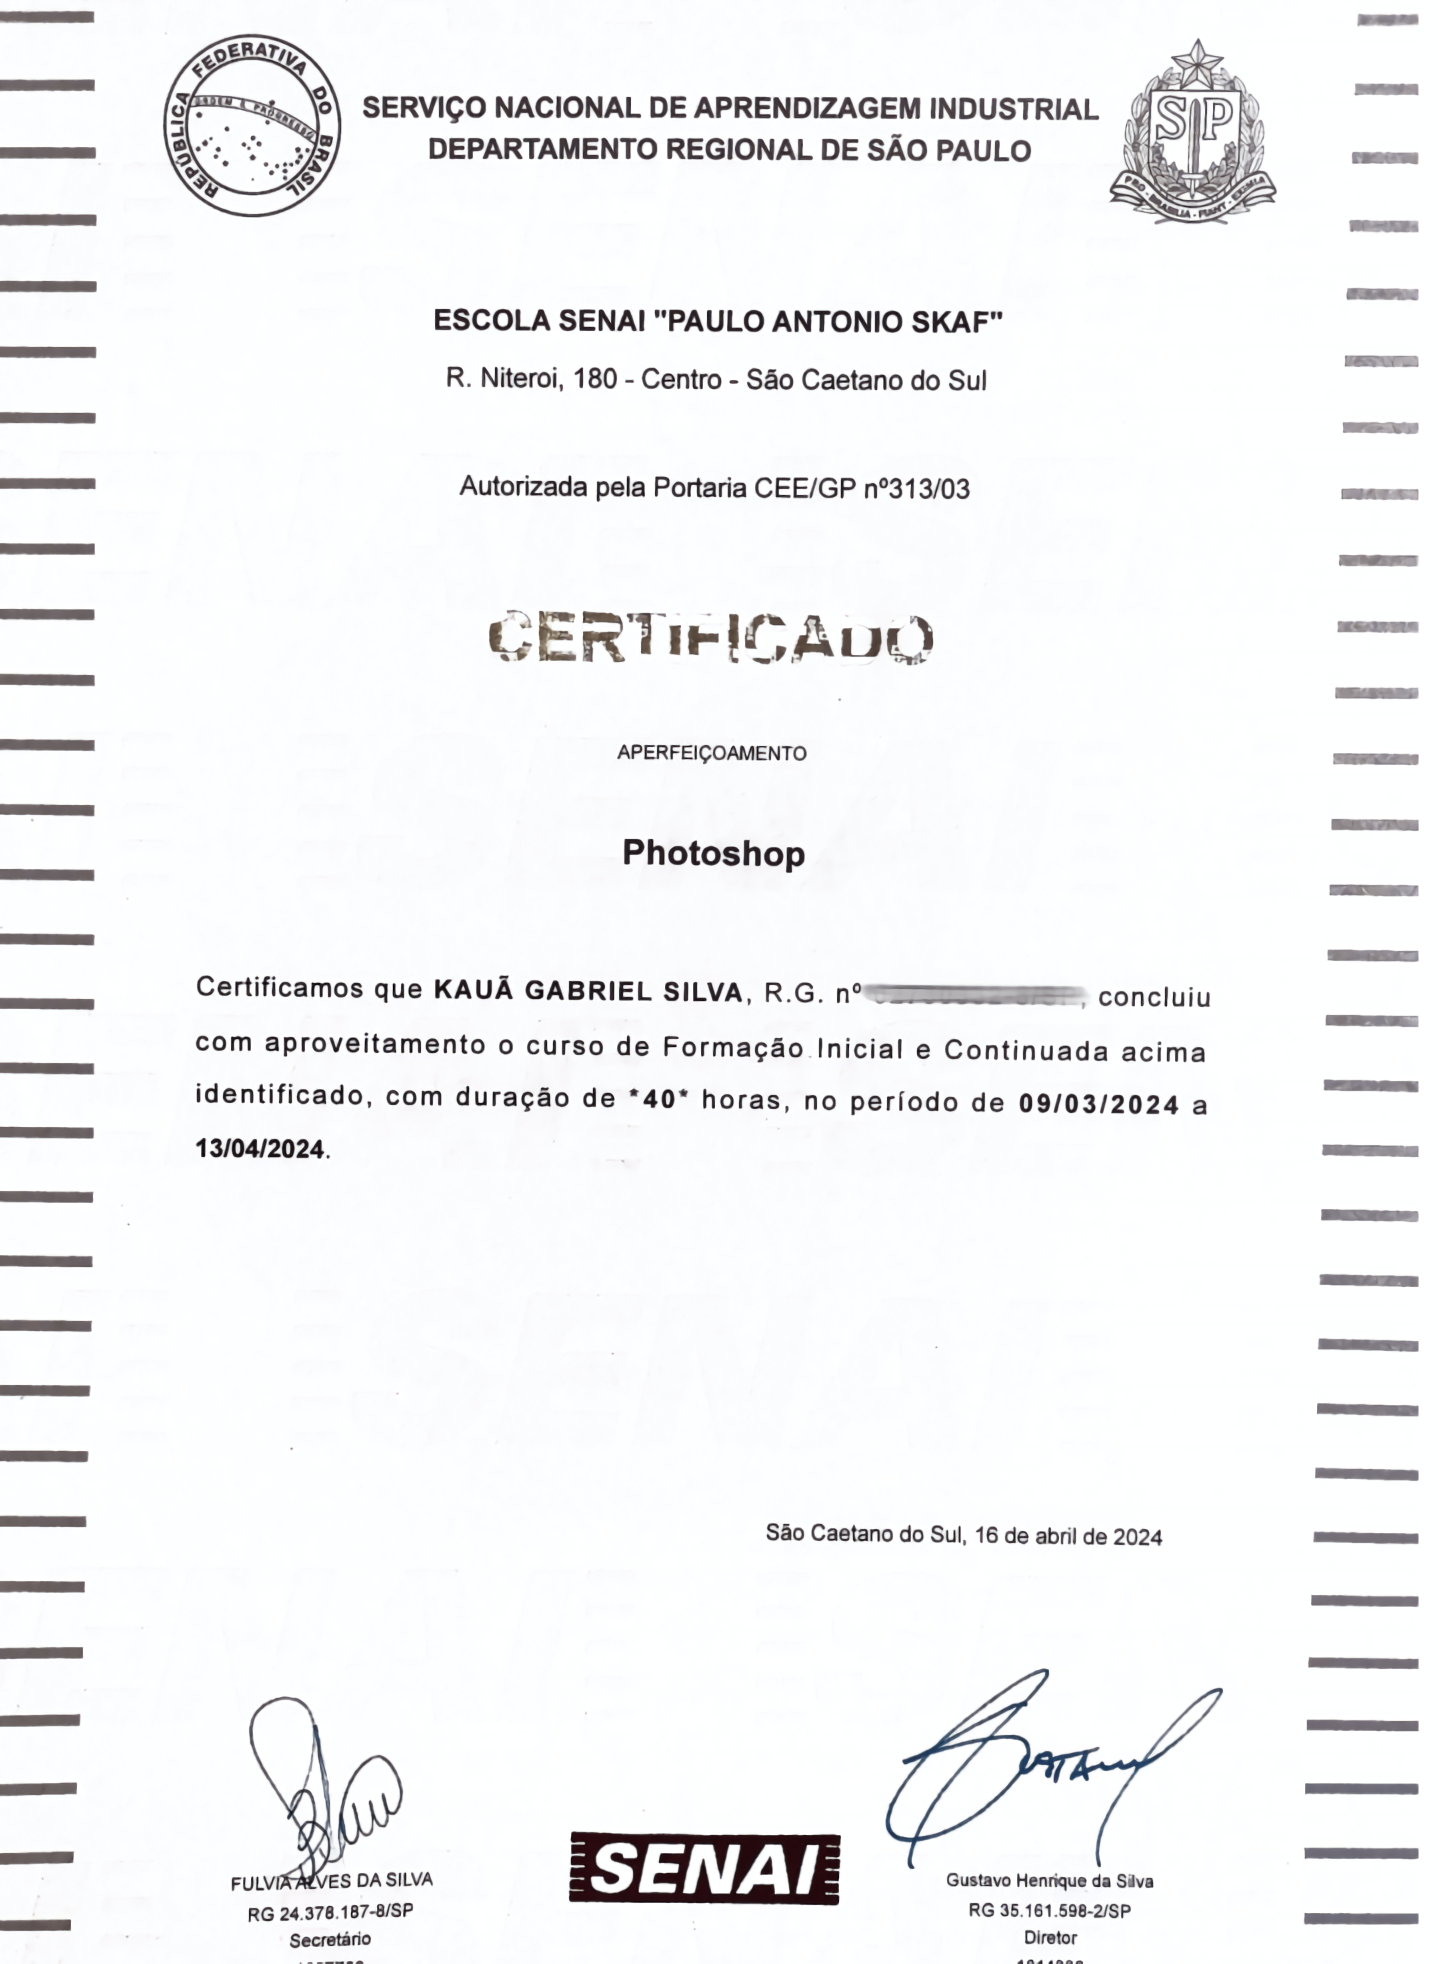 REPÚBLICA FEDERATIVA DO BRASIL
ORDEM E PROGRESSO
SERVIÇO NACIONAL DE APRENDIZAGEM INDUSTRIAL
DEPARTAMENTO REGIONAL DE SÃO PAULO
SP
PRO - BRASILIA - FIANT - EXIMIA
ESCOLA SENAI "PAULO ANTONIO SKAF"
R. Niteroi, 180 - Centro - São Caetano do Sul
Autorizada pela Portaria CEE/GP nº313/03
CERTIFICADO
APERFEIÇOAMENTO
Photoshop
Certificamos que KAUÃ GABRIEL SILVA, R.G. nº , concluiu
com aproveitamento o curso de Formação Inicial e Continuada acima
identificado, com duração de *40* horas, no período de 09/03/2024 a
13/04/2024.
São Caetano do Sul, 16 de abril de 2024
FULVIA ALVES DA SILVA
RG 24.378.187-8/SP
Secretário
SENAI
Gustavo Henrique da Silva
RG 35.161.598-2/SP
Diretor